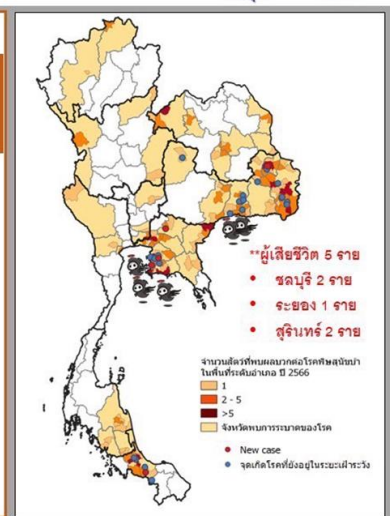 **ผู้เสียชีวิต 5 ราย
• ชลบุรี 2 ราย
• ระยอง 1 ราย
• สุรินทร์ 2 ราย
จำนวนสัตว์ที่พบผลบวกต่อโรคพิษสุนัขบ้า
ในพื้นที่ระดับอำเภอ ปี 2566
1
2 - 5
>5
จังหวัดพบการระบาดของโรค
New case
จุดเกิดโรคที่ยังอยู่ในระยะเฝ้าระวัง